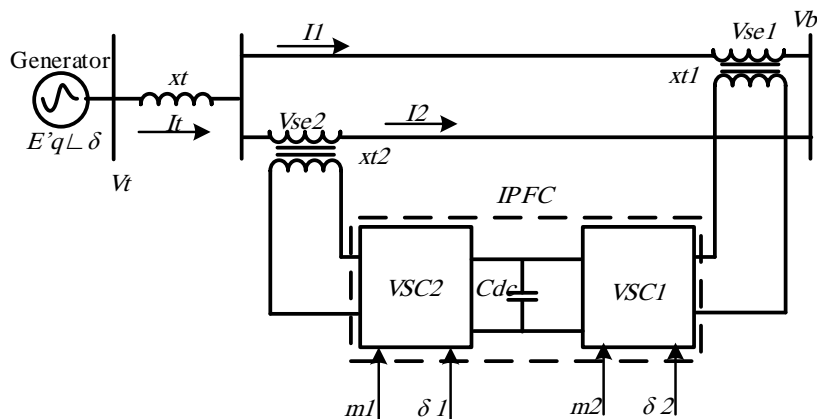 I1
Vse1
Vb
Generator
xt
xt1
It
Vse2
I2
E'q∟δ
xt2
Vt
IPFC
VSC2
Cdc
VSC1
m1
δ 1
m2
δ 2